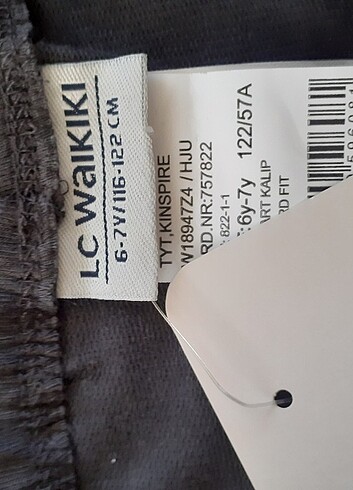 LC WAIKIKI
6-7Y/116-122 CM
TYT,KINSPIRE
W18947Z4 /HJU
RD.NR:757822
: 822-1-1
:6y-7y 122/57A
ART KALIP
RD FIT